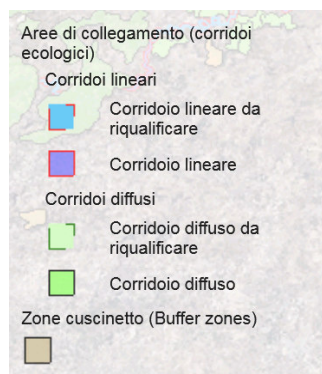 Aree di collegamento (corridoi
ecologici)
Corridoi lineari
Corridoio lineare da
riqualificare
Corridoio lineare
Corridoi diffusi
Corridoio diffuso da
riqualificare
Corridoio diffuso
Zone cuscinetto (Buffer zones)